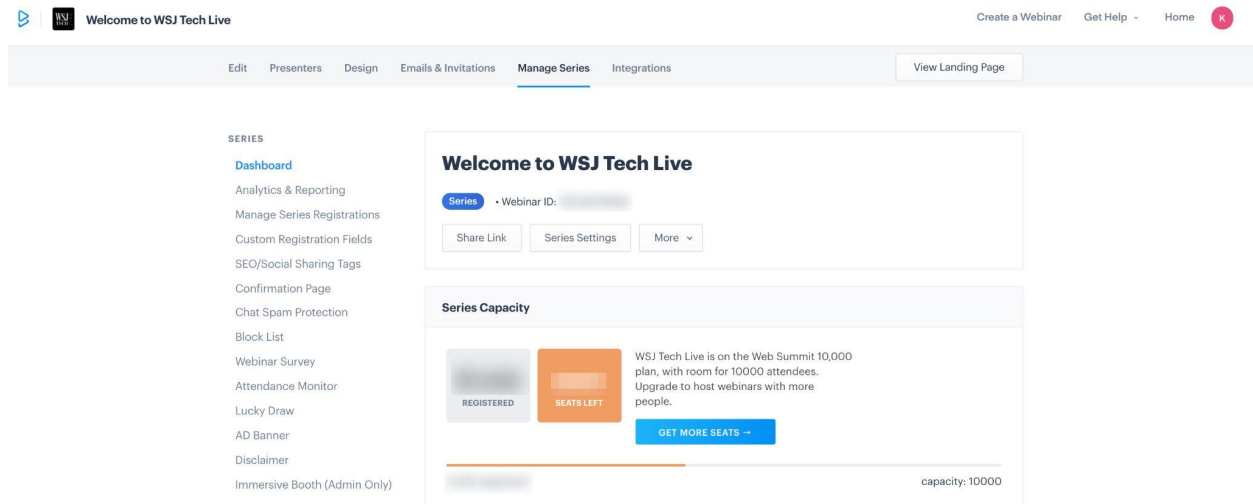 WSJ TECH
Welcome to WSJ Tech Live
Create a Webinar
Get Help
Home
K
Edit
Presenters
Design
Emails & Invitations
Manage Series
Integrations
View Landing Page
SERIES
Dashboard
Analytics & Reporting
Manage Series Registrations
Custom Registration Fields
SEO/Social Sharing Tags
Confirmation Page
Chat Spam Protection
Block List
Webinar Survey
Attendance Monitor
Lucky Draw
AD Banner
Disclaimer
Immersive Booth (Admin Only)
Welcome to WSJ Tech Live
Series • Webinar ID:
Share Link
Series Settings
More
Series Capacity
REGISTERED
SEATS LEFT
WSJ Tech Live is on the Web Summit 10,000
plan, with room for 10000 attendees.
Upgrade to host webinars with more
people.
GET MORE SEATS →
capacity: 10000